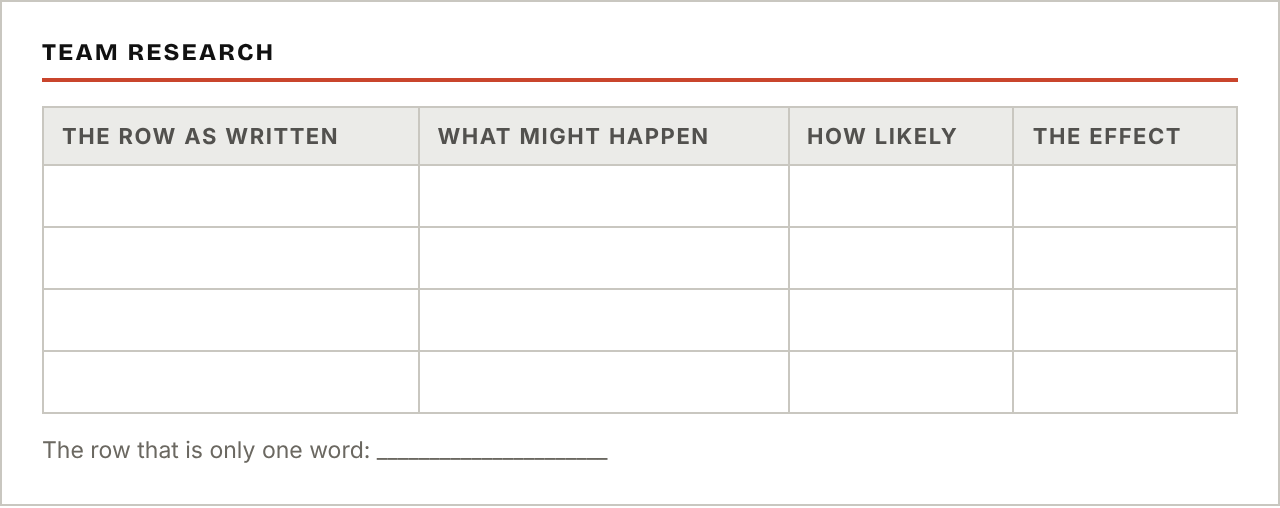 TEAM RESEARCH
THE ROW AS WRITTEN WHAT MIGHT HAPPEN HOW LIKELY THE EFFECT
The row that is only one word: ____________________